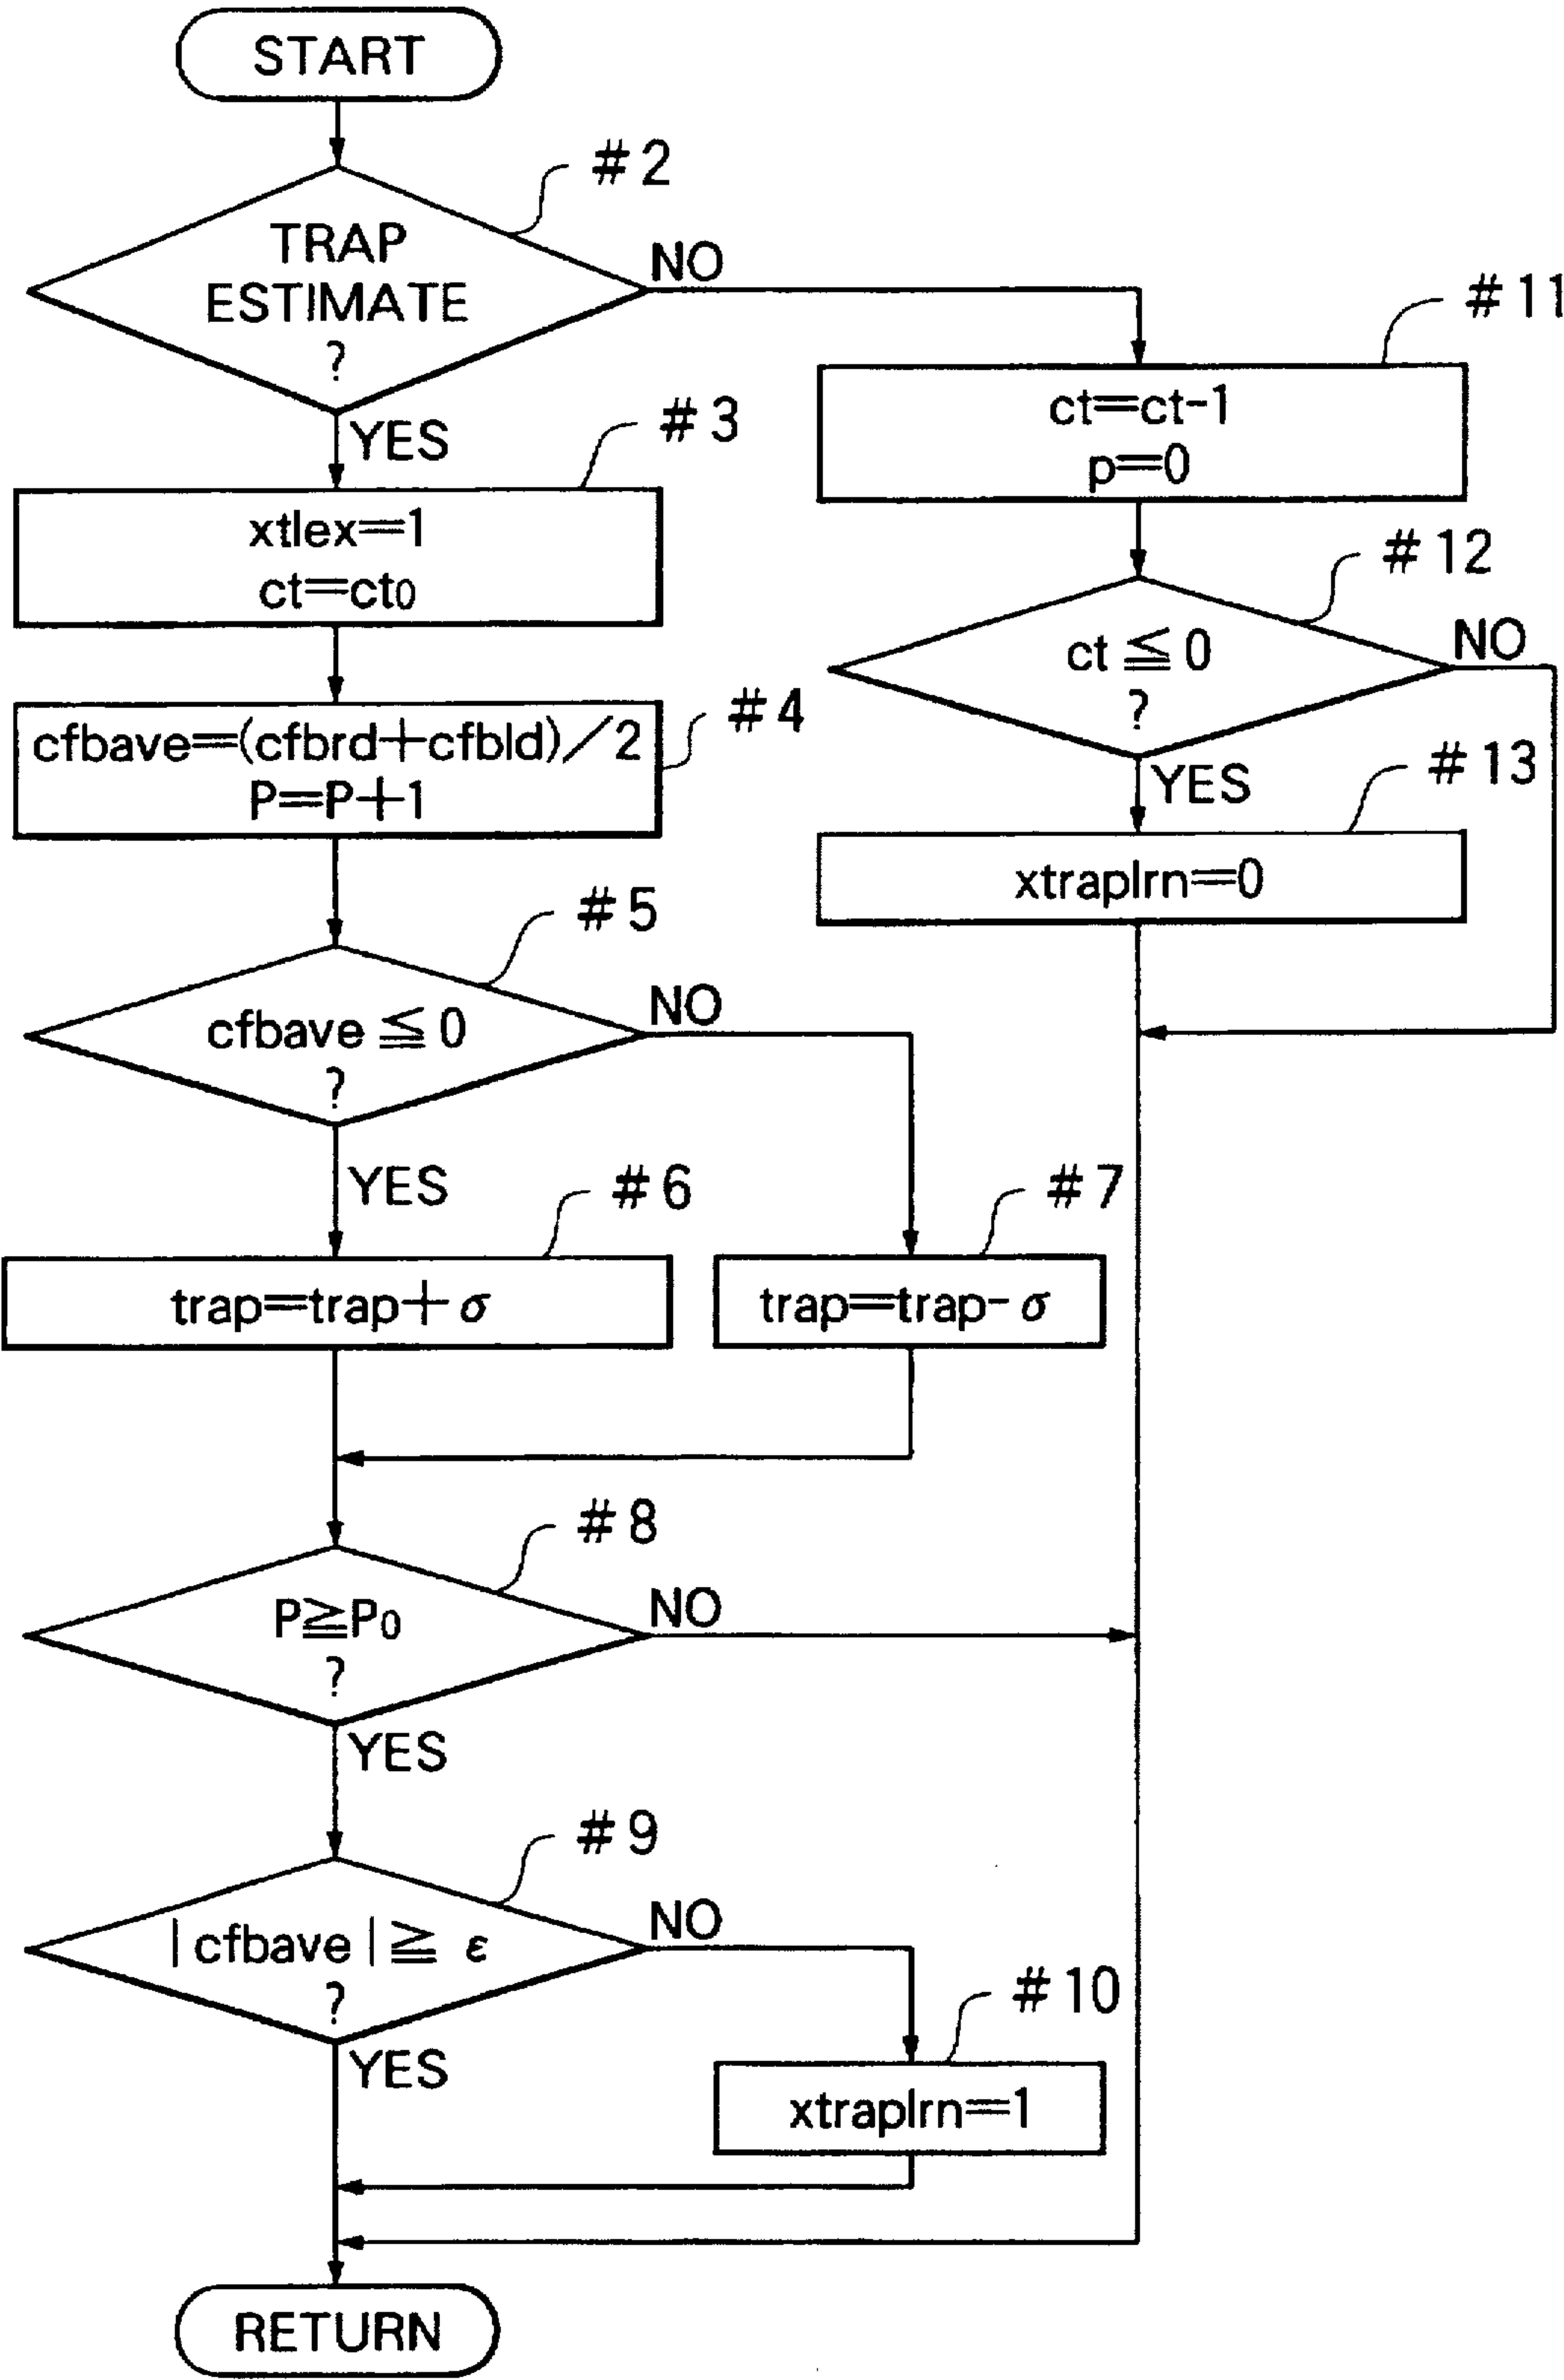 START
#2
TRAP
ESTIMATE
?
NO
YES
#3
xtlex=1
ct=ct0
#4
cfbave=(cfbrd+cfbld)/2
P=P+1
#5
cfbave≦0
?
NO
YES
#6
trap=trap+σ
#7
trap=trap-σ
#8
P≧P0
?
NO
YES
#9
|cfbave|≧ ε
?
NO
YES
#10
xtraplrn=1
#11
ct=ct-1
p=0
#12
ct≦0
?
NO
YES
#13
xtraplrn=0
RETURN